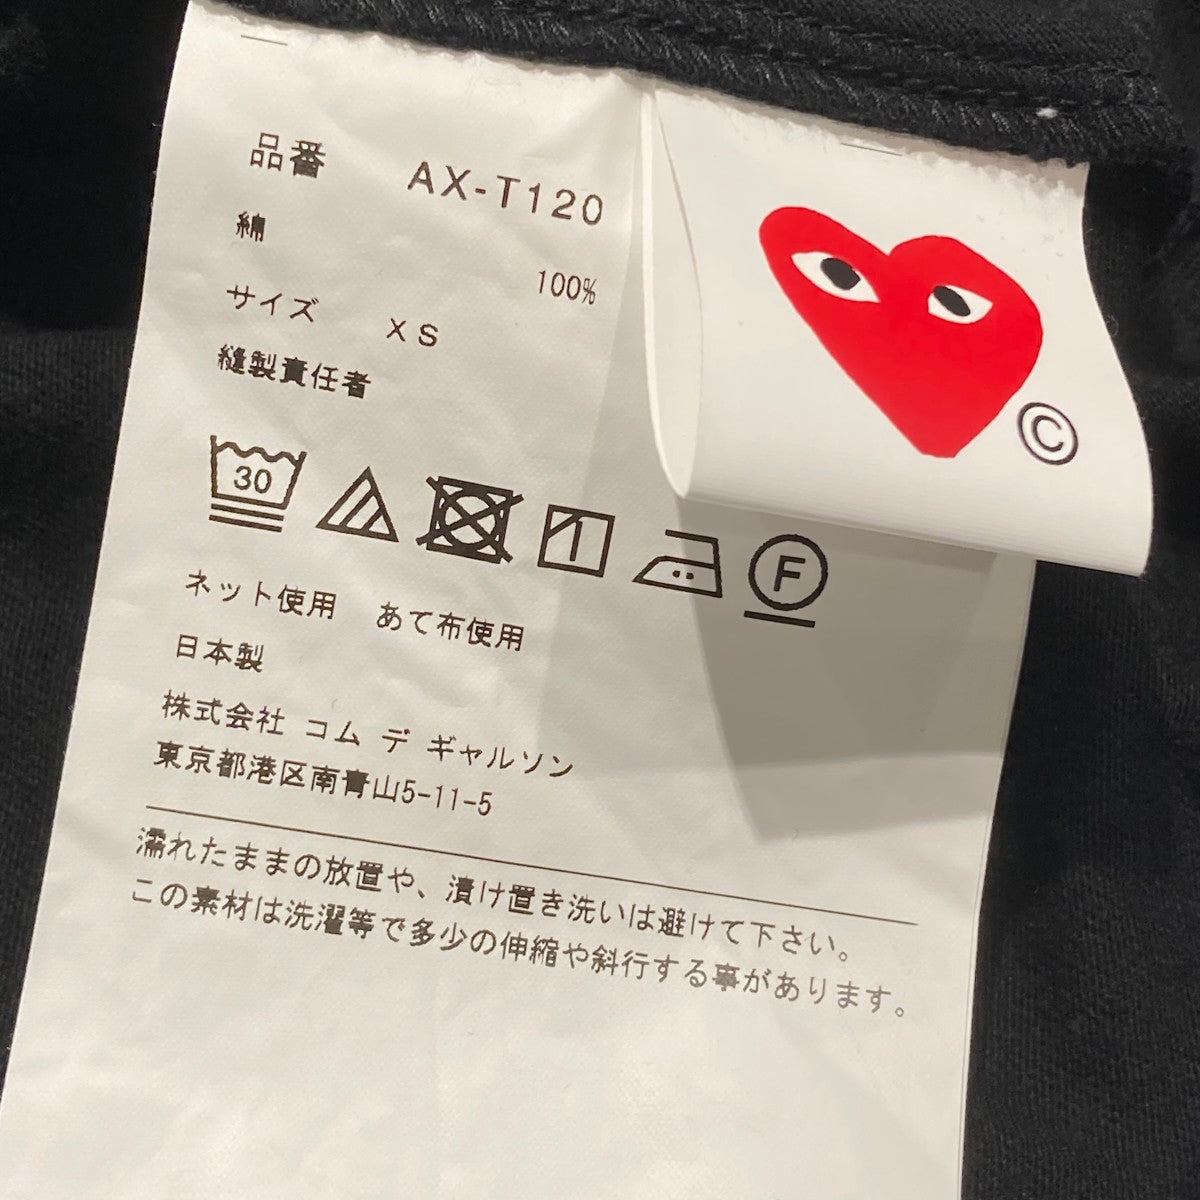 品番 AX-T120
綿 100%
サイズ XS
縫製責任者
30
1
F
ネット使用 あて布使用
日本製
株式会社 コム デ ギャルソン
東京都港区南青山5-11-5
濡れたままの放置や、漬け置き洗いは避けて下さい。
この素材は洗濯等で多少の伸縮や斜行する事があります。
©